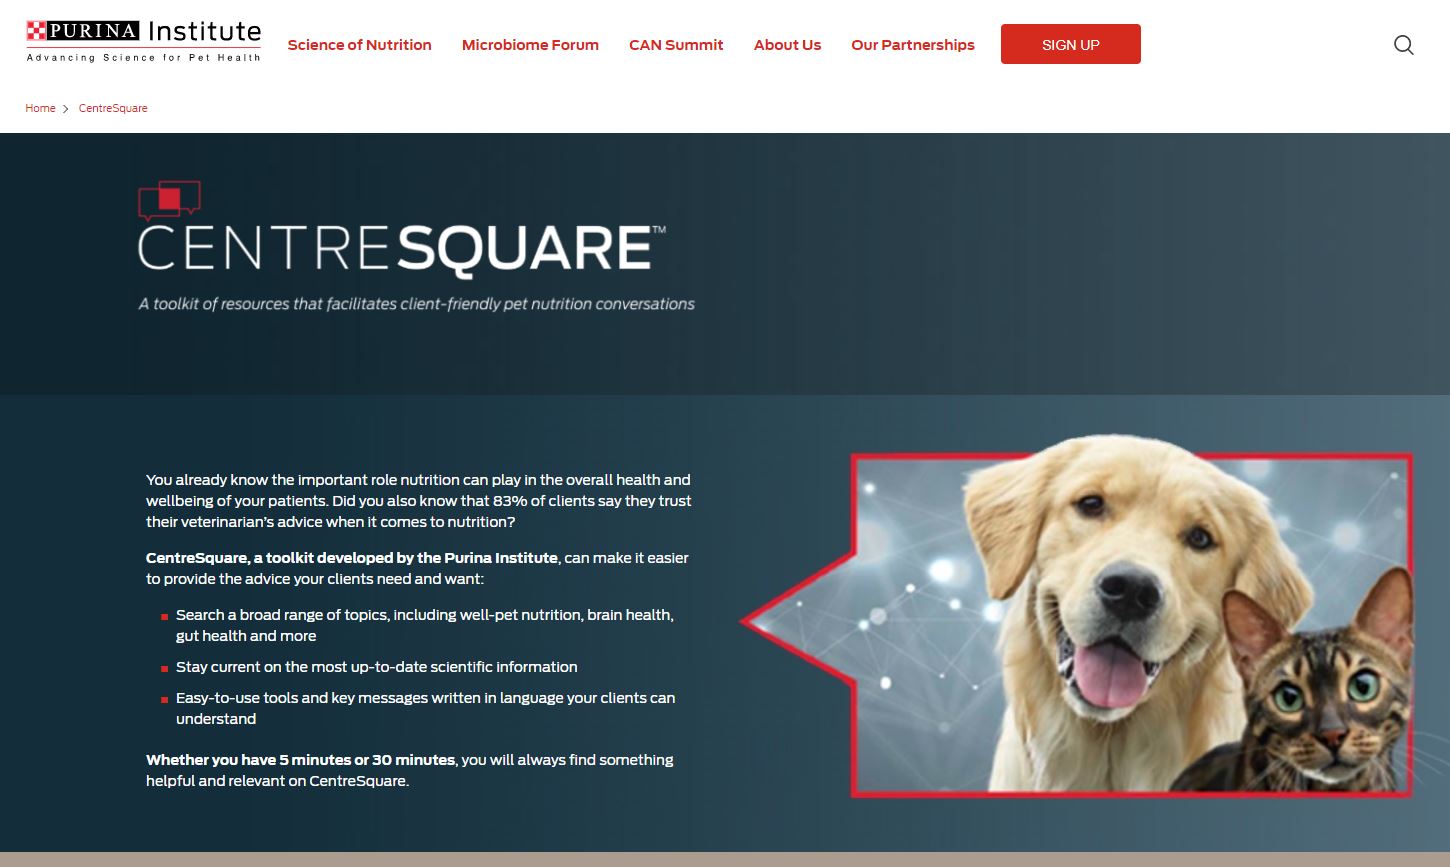 PURINA Institute
Advancing Science for Pet Health
Science of Nutrition
Microbiome Forum
CAN Summit
About Us
Our Partnerships
SIGN UP
Home
CentreSquare
CENTRESQUARE™
A toolkit of resources that facilitates client-friendly pet nutrition conversations
You already know the important role nutrition can play in the overall health and
wellbeing of your patients. Did you also know that 83% of clients say they trust
their veterinarian's advice when it comes to nutrition?
CentreSquare, a toolkit developed by the Purina Institute, can make it easier
to provide the advice your clients need and want:
Search a broad range of topics, including well-pet nutrition, brain health,
gut health and more
Stay current on the most up-to-date scientific information
Easy-to-use tools and key messages written in language your clients can
understand
Whether you have 5 minutes or 30 minutes, you will always find something
helpful and relevant on CentreSquare.